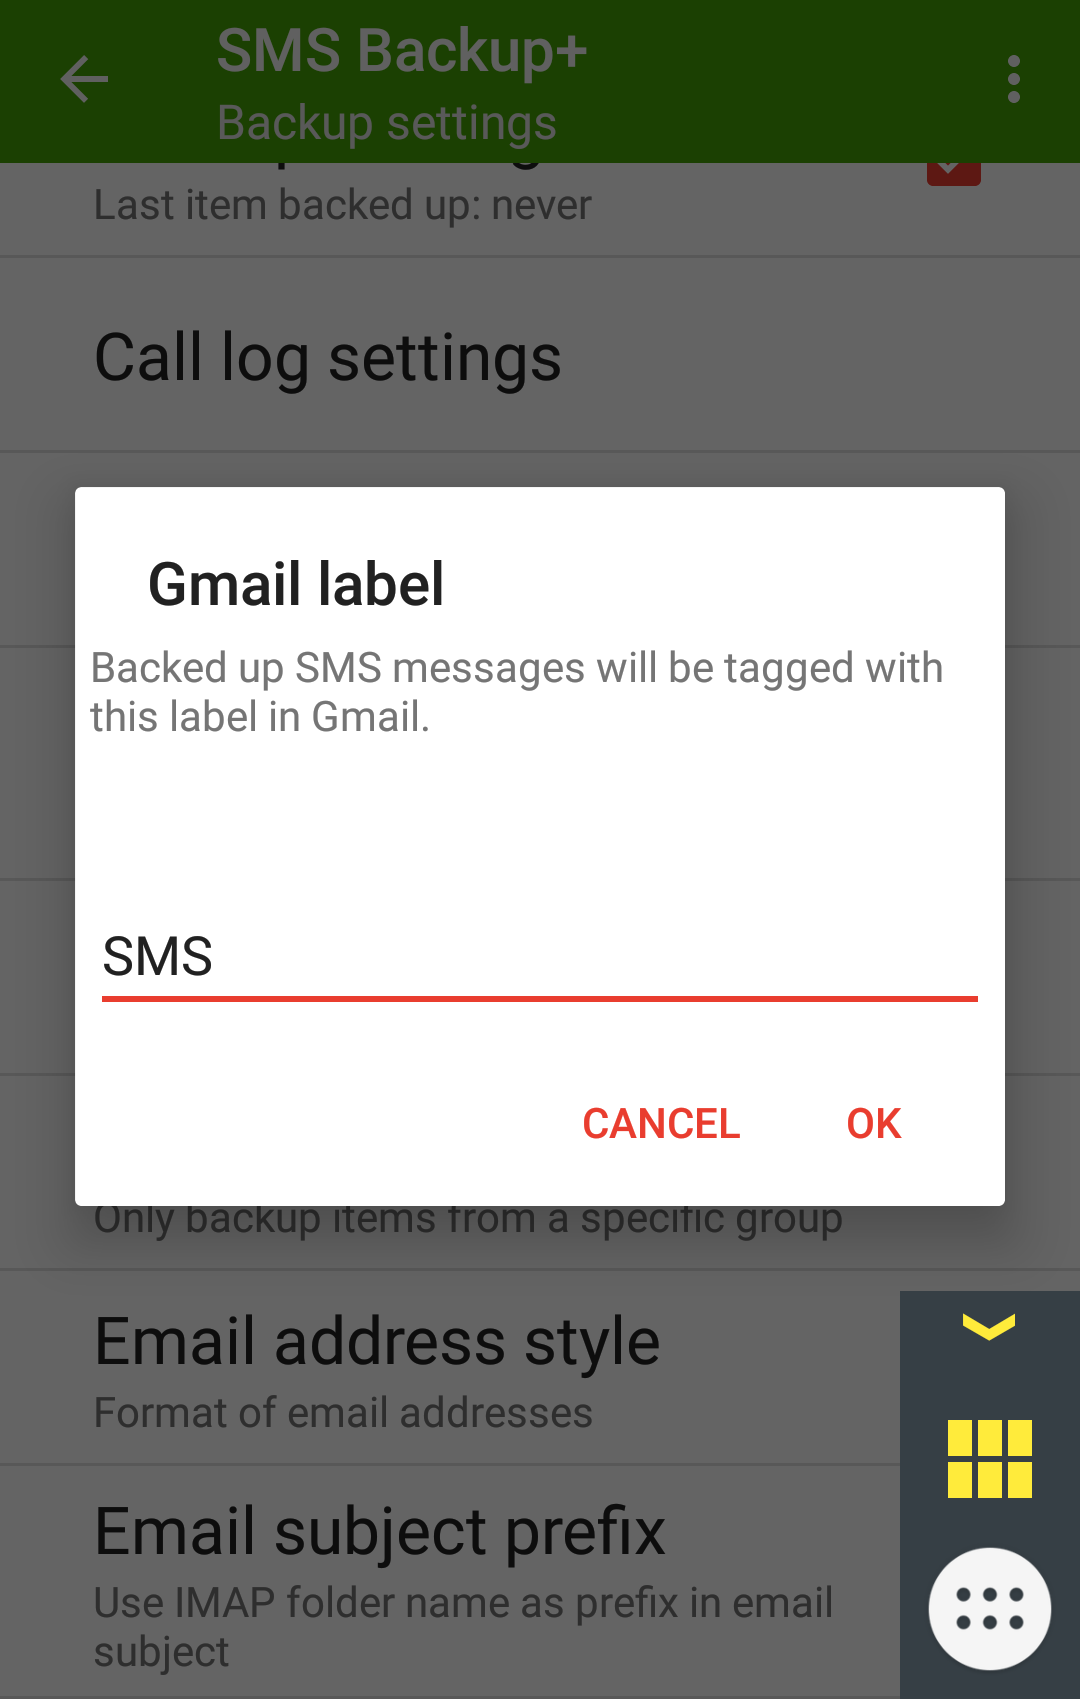 SMS Backup+
Backup settings
Last item backed up: never
Call log settings
Gmail label
Backed up SMS messages will be tagged with
this label in Gmail.
SMS
CANCEL OK
Only backup items from a specific group
Email address style
Format of email addresses
Email subject prefix
Use IMAP folder name as prefix in email
subject